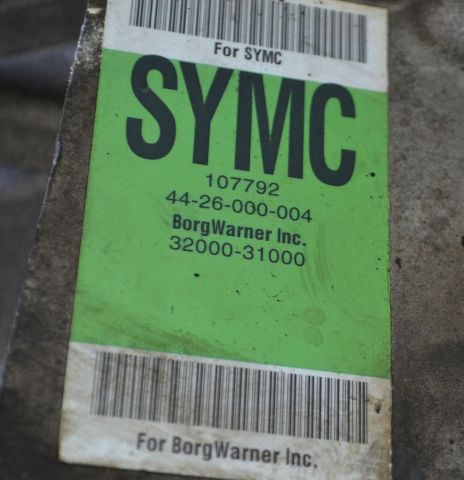 For SYMC
SYMC
107792
44-26-000-004
BorgWarner Inc.
32000-31000
For BorgWarner Inc.